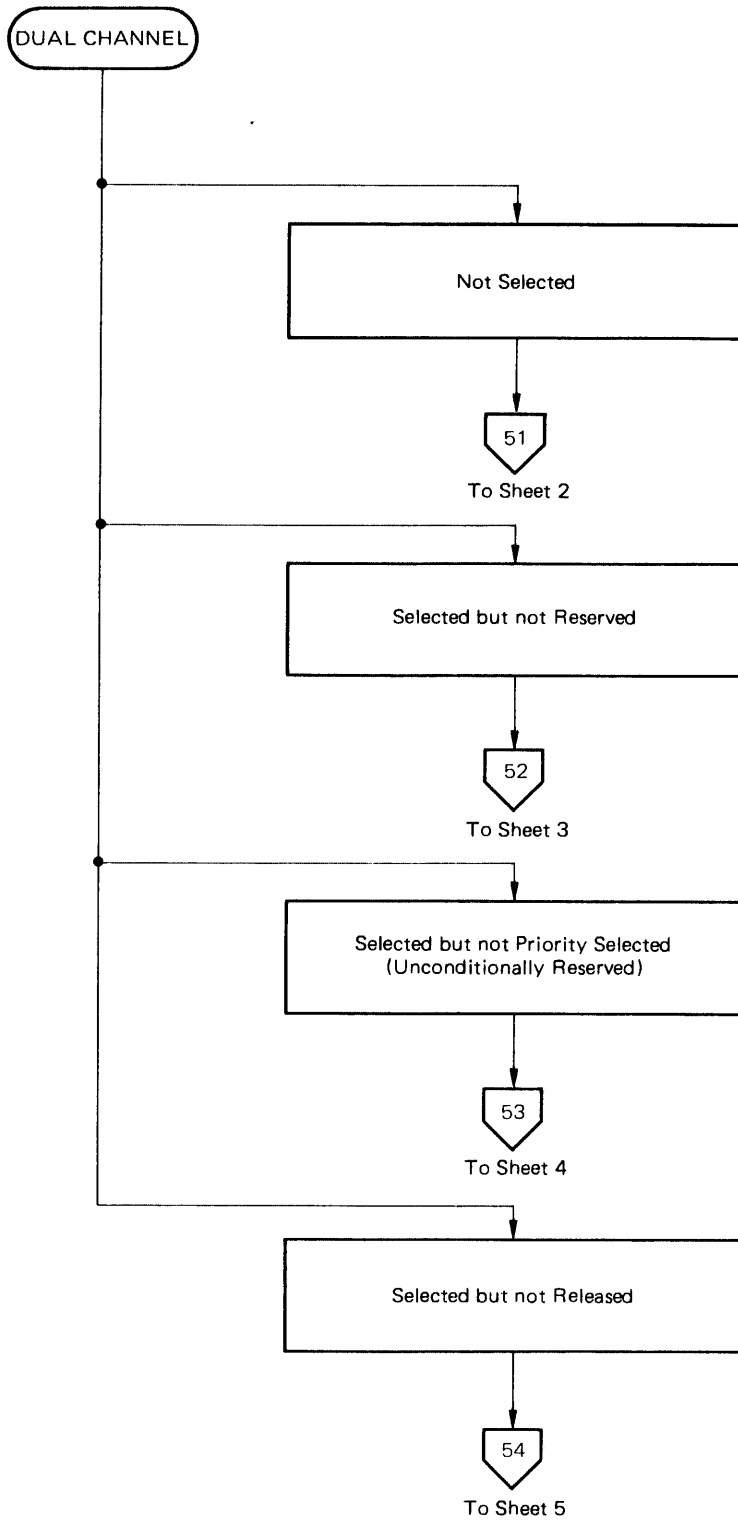 DUAL CHANNEL
Not Selected
51
To Sheet 2
Selected but not Reserved
52
To Sheet 3
Selected but not Priority Selected
(Unconditionally Reserved)
53
To Sheet 4
Selected but not Released
54
To Sheet 5